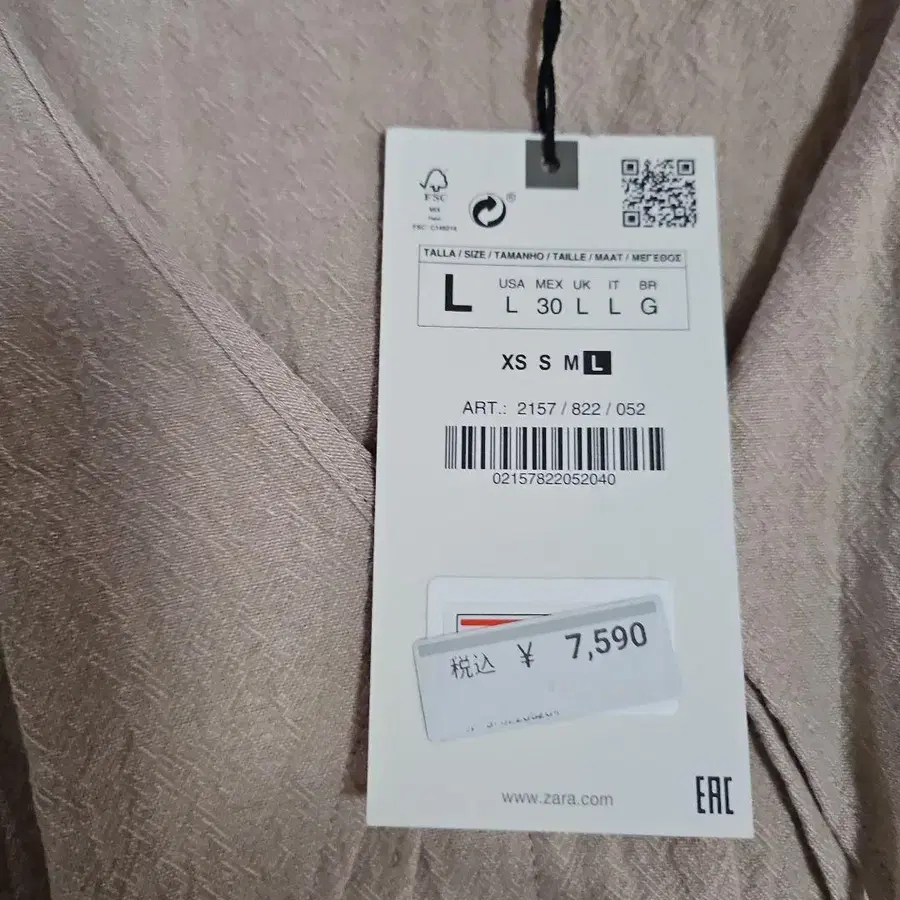 FSC
MIX
TALLA / SIZE / TAMANHO / TAILLE / MAAT / ΜΕΓΕΘΟΣ
L
USA MEX UK IT BR
L 30 L L G
XS S M L
ART.: 2157 / 822 / 052
02157822052040
税込 ¥ 7,590
www.zara.com
EAC